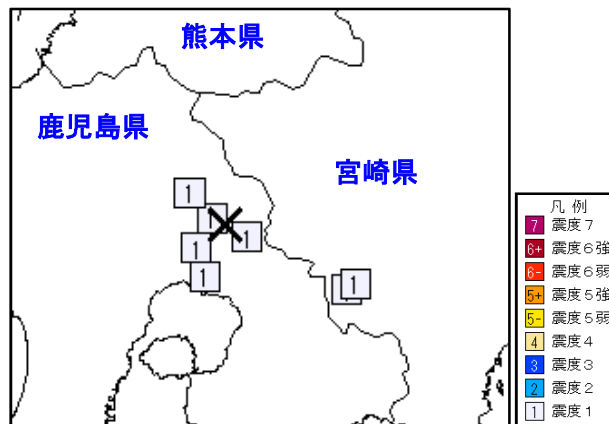 熊本県
鹿児島県
宮崎県
1
1
1
1
1
1
凡 例
7 震度７
6+ 震度６強
6- 震度６弱
5+ 震度５強
5- 震度５弱
4 震度４
3 震度３
2 震度２
1 震度１